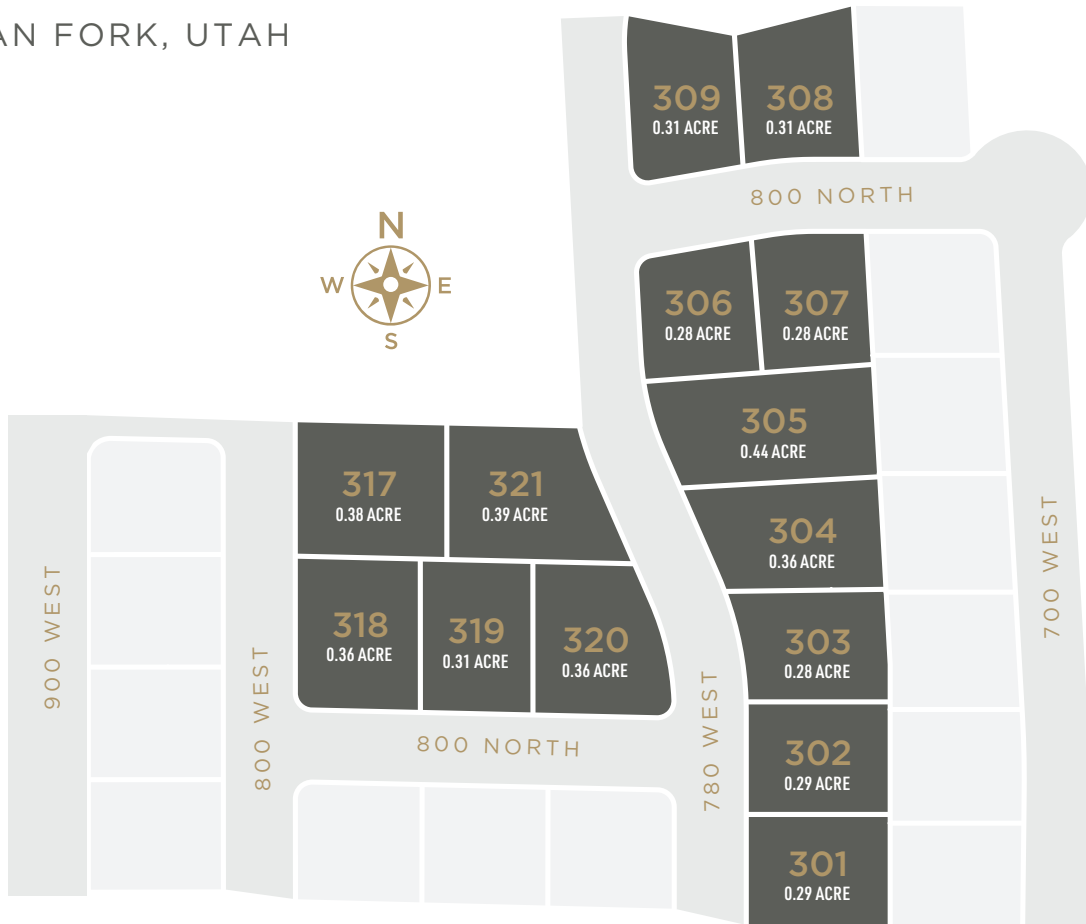 AN FORK, UTAH
309
0.31 ACRE
308
0.31 ACRE
800 NORTH
N
W
E
S
306
0.28 ACRE
307
0.28 ACRE
305
0.44 ACRE
317
0.38 ACRE
321
0.39 ACRE
304
0.36 ACRE
700 WEST
900 WEST
318
0.36 ACRE
319
0.31 ACRE
320
0.36 ACRE
303
0.28 ACRE
800 WEST
800 NORTH
780 WEST
302
0.29 ACRE
301
0.29 ACRE